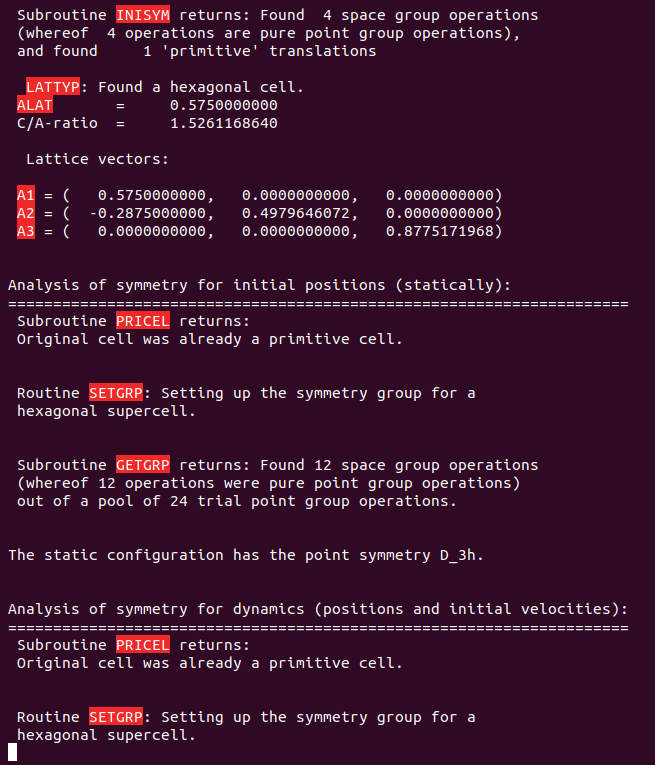 Subroutine INISYM returns: Found  4 space group operations
(whereof  4 operations are pure point group operations),
and found     1 'primitive' translations
LATTYP: Found a hexagonal cell.
ALAT       =     0.5750000000
C/A-ratio  =     1.5261168640
Lattice vectors:
A1 = (   0.5750000000,   0.0000000000,   0.0000000000)
A2 = (  -0.2875000000,   0.4979646072,   0.0000000000)
A3 = (   0.0000000000,   0.0000000000,   0.8775171968)
Analysis of symmetry for initial positions (statically):
=====================================================================
Subroutine PRICEL returns:
Original cell was already a primitive cell.
Routine SETGRP: Setting up the symmetry group for a
hexagonal supercell.
Subroutine GETGRP returns: Found 12 space group operations
(whereof 12 operations were pure point group operations)
out of a pool of 24 trial point group operations.
The static configuration has the point symmetry D_3h.
Analysis of symmetry for dynamics (positions and initial velocities):
=====================================================================
Subroutine PRICEL returns:
Original cell was already a primitive cell.
Routine SETGRP: Setting up the symmetry group for a
hexagonal supercell.